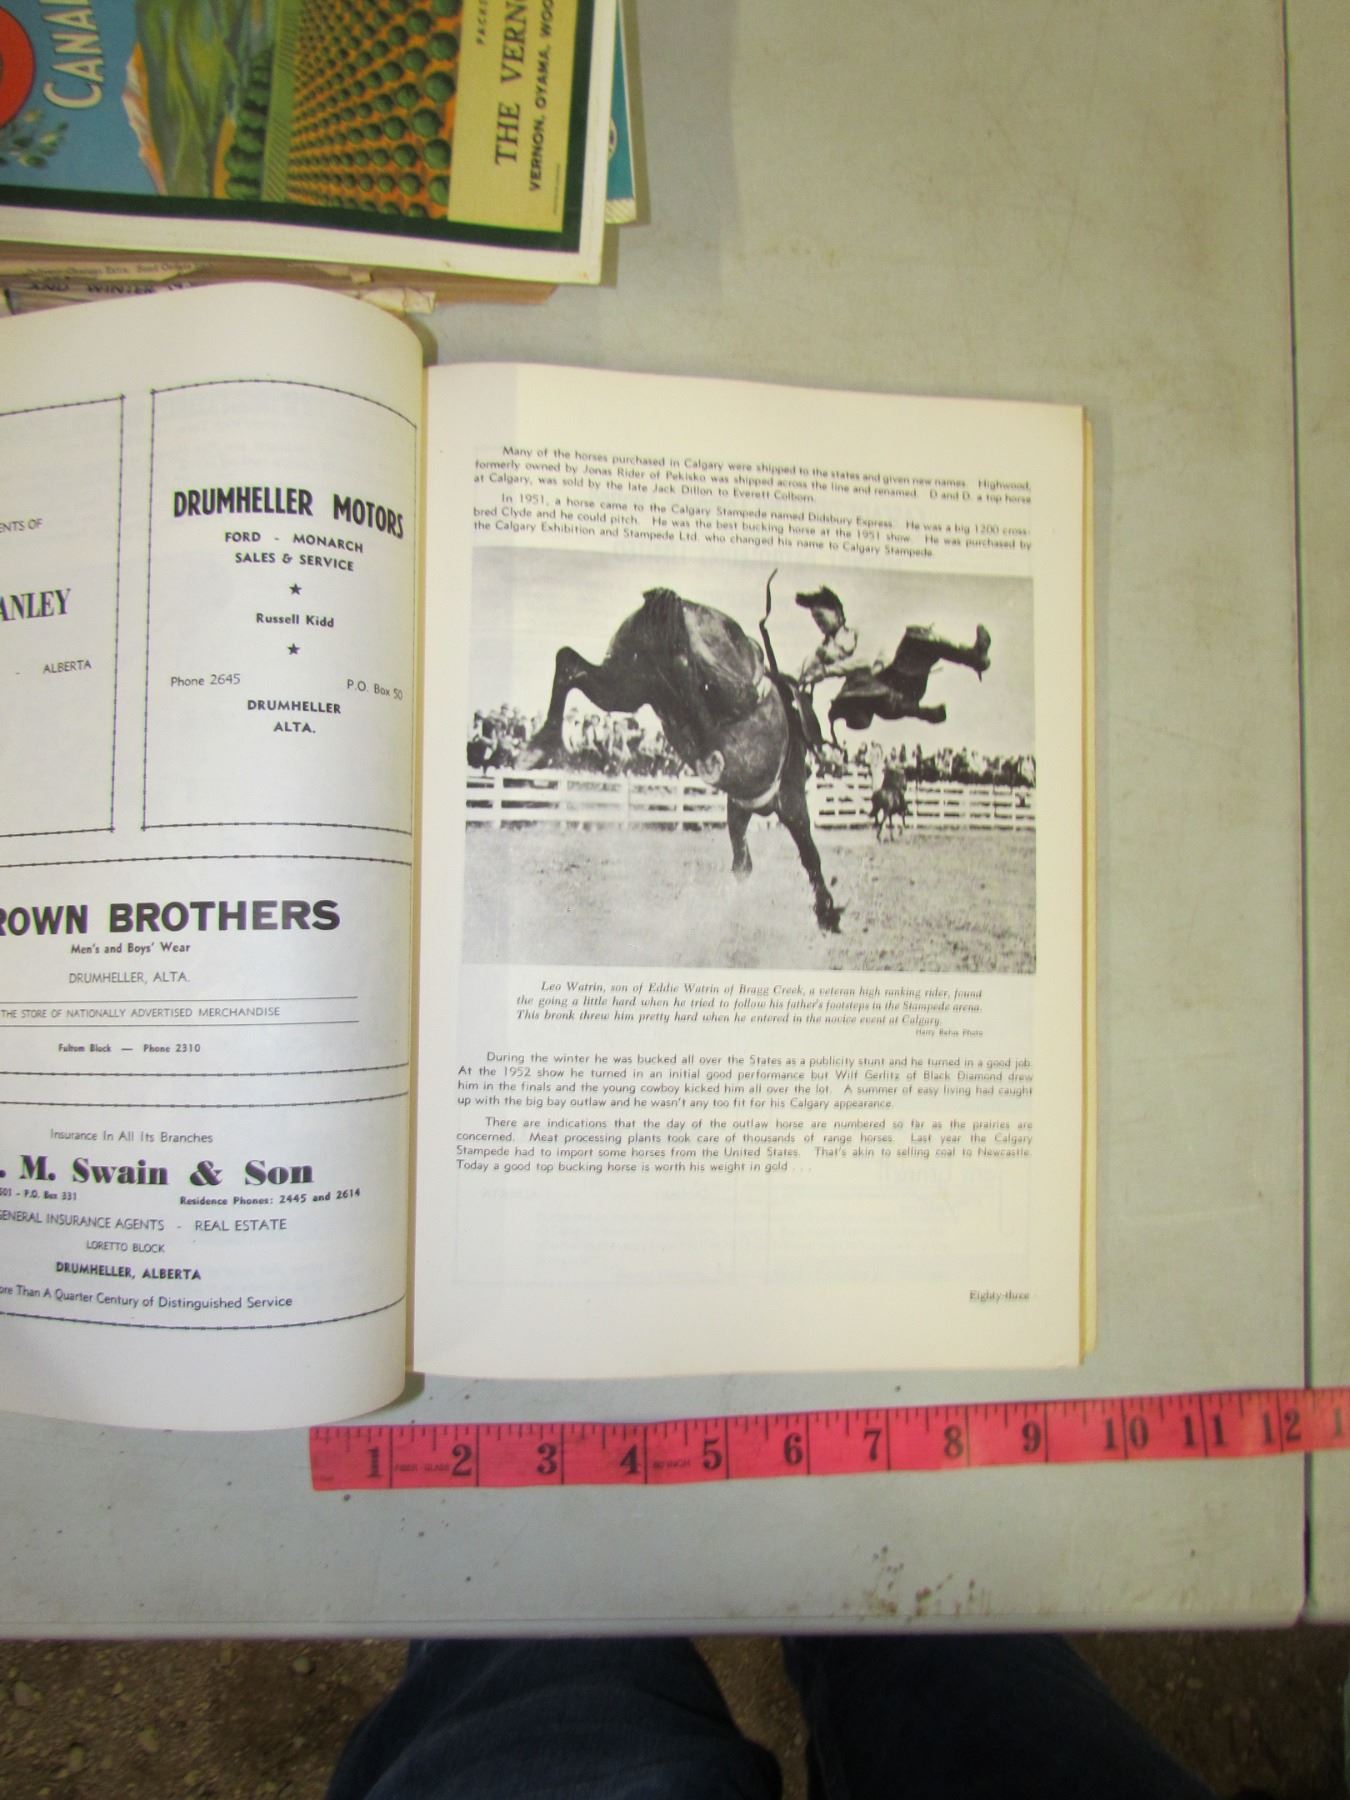 CANA
PACK
THE VERN
VERNON, OYAMA, WOO
AND WINTER
ENTS OF
ANLEY
- ALBERTA
DRUMHELLER MOTORS
FORD - MONARCH
SALES & SERVICE
Russell Kidd
Phone 2645
P.O. Box 50
DRUMHELLER
ALTA.
ROWN BROTHERS
Men's and Boys' Wear
DRUMHELLER, ALTA.
THE STORE OF NATIONALLY ADVERTISED MERCHANDISE
Fulton Block — Phone 2310
Insurance In All Its Branches
. M. Swain & Son
501 - P.O. Box 331
Residence Phones: 2445 and 2614
GENERAL INSURANCE AGENTS - REAL ESTATE
LORETTO BLOCK
DRUMHELLER, ALBERTA
ore Than A Quarter Century of Distinguished Service
Many of the horses purchased in Calgary were shipped to the states and given new names. Highwood,
formerly owned by Jonas Rider of Pekisko was shipped across the line and renamed. D and D. a top horse
at Calgary, was sold by the late Jack Dillon to Everett Colborn.
In 1951, a horse came to the Calgary Stampede named Didsbury Express. He was a big 1200 cross-
bred Clyde and he could pitch. He was the best bucking horse at the 1951 show. He was purchased by
the Calgary Exhibition and Stampede Ltd. who changed his name to Calgary Stampede.
Leo Watrin, son of Eddie Watrin of Bragg Creek, a veteran high ranking rider, found
the going a little hard when he tried to follow his father's footsteps in the Stampede arena.
This bronk threw him pretty hard when he entered in the novice event at Calgary.
Harry Befus Photo
During the winter he was bucked all over the States as a publicity stunt and he turned in a good job.
At the 1952 show he turned in an initial good performance but Wilf Gerlitz of Black Diamond drew
him in the finals and the young cowboy kicked him all over the lot. A summer of easy living had caught
up with the big bay outlaw and he wasn't any too fit for his Calgary appearance.
There are indications that the day of the outlaw horse are numbered so far as the prairies are
concerned. Meat processing plants took care of thousands of range horses. Last year the Calgary
Stampede had to import some horses from the United States. That's akin to selling coal to Newcastle.
Today a good top bucking horse is worth his weight in gold . . .
Eighty-three
FIBER-GLASS 2 3 4 5 6 7 8 9 10 11 12 1